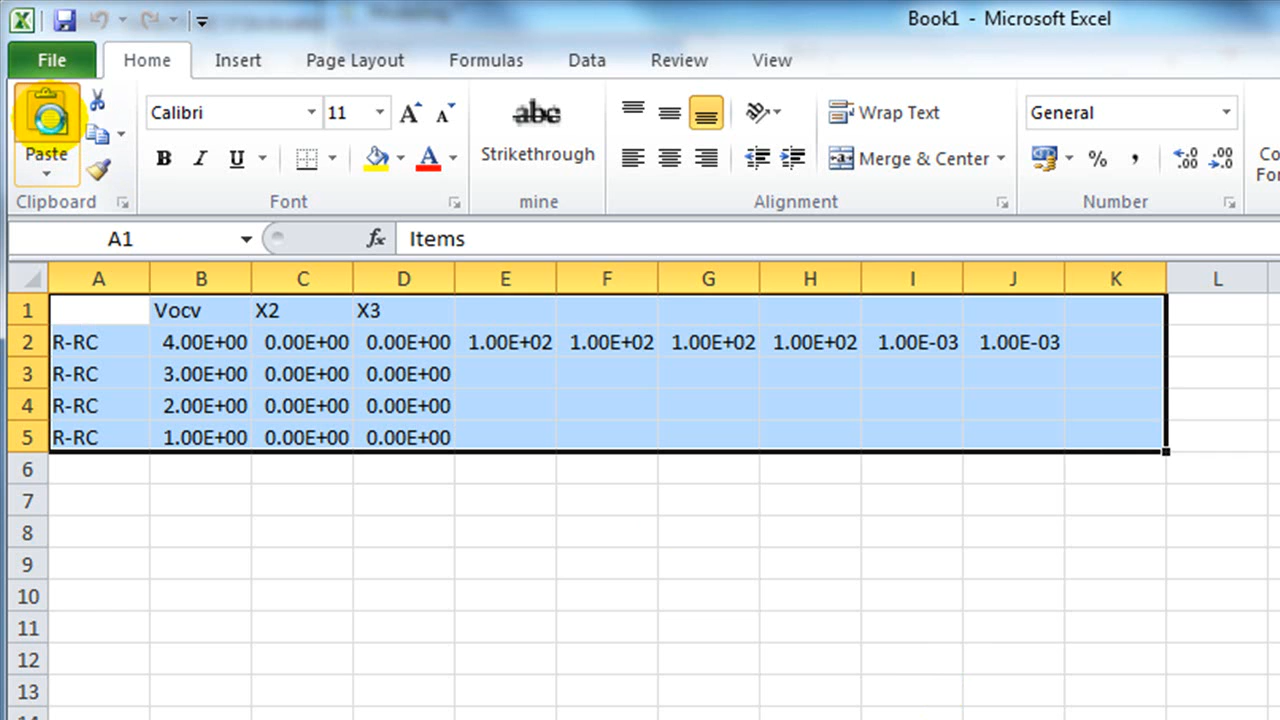 Book1 - Microsoft Excel
File Home Insert Page Layout Formulas Data Review View
Calibri 11 abc Wrap Text General
Paste B I U A Strikethrough Merge & Center % , .00 .00 Co
For
Clipboard Font mine Alignment Number
A1 fx Items
A B C D E F G H I J K L
1 Vocv X2 X3
2 R-RC 4.00E+00 0.00E+00 0.00E+00 1.00E+02 1.00E+02 1.00E+02 1.00E+02 1.00E-03 1.00E-03
3 R-RC 3.00E+00 0.00E+00 0.00E+00
4 R-RC 2.00E+00 0.00E+00 0.00E+00
5 R-RC 1.00E+00 0.00E+00 0.00E+00
6
7
8
9
10
11
12
13